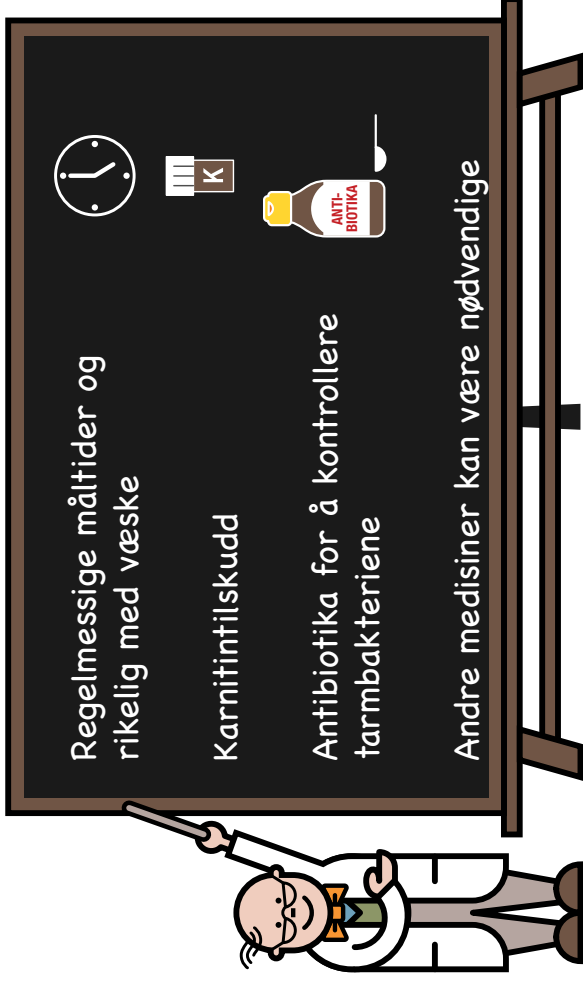 Regelmessige måltider og
rikelig med væske
Karnitintilskudd
K
Antibiotika for å kontrollere
tarmbakteriene
ANTI-
BIOTIKA
Andre medisiner kan være nødvendige